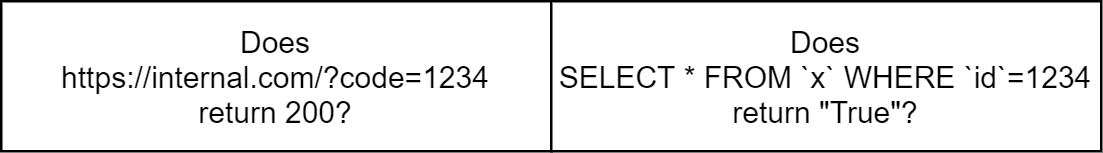 Does
https://internal.com/?code=1234
return 200?
Does
SELECT * FROM `x` WHERE `id`=1234
return "True"?